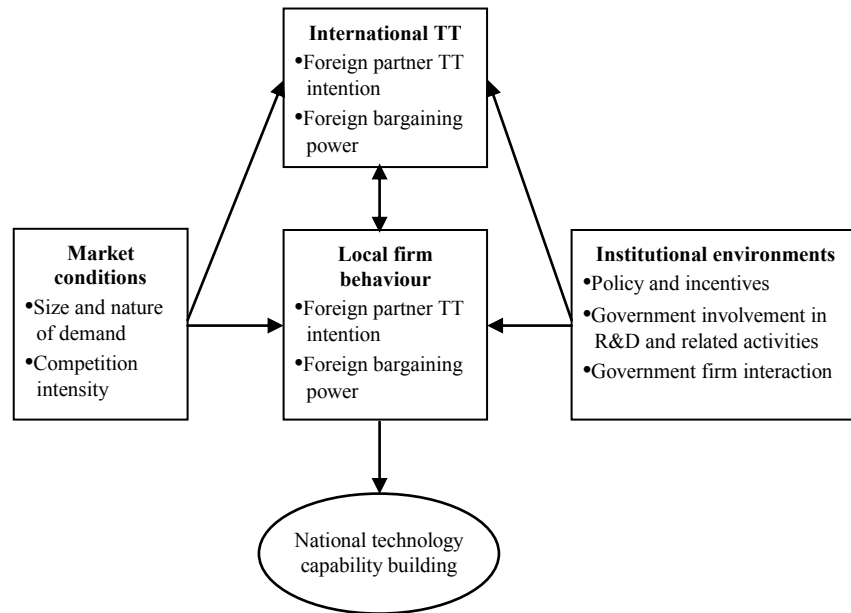 International TT
•Foreign partner TT
intention
•Foreign bargaining
power
Market
conditions
•Size and nature
of demand
•Competition
intensity
Local firm
behaviour
•Foreign partner TT
intention
•Foreign bargaining
power
Institutional environments
•Policy and incentives
•Government involvement in
R&D and related activities
•Government firm interaction
National technology
capability building